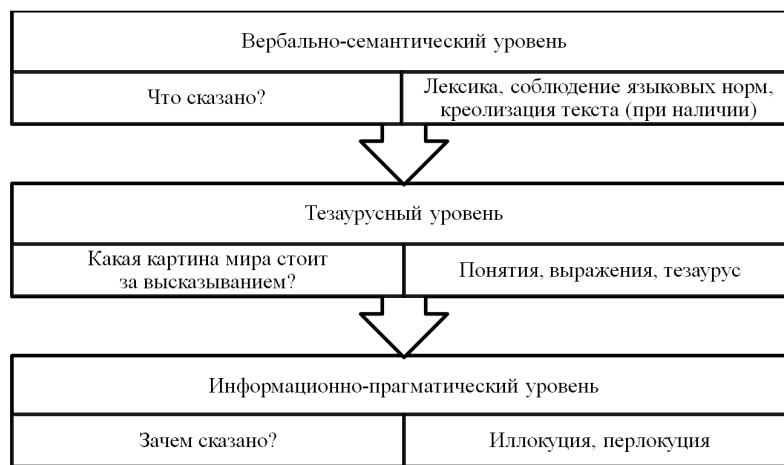 Вербально-семантический уровень
Что сказано?
Лексика, соблюдение языковых норм,
креолизация текста (при наличии)
Тезаурусный уровень
Какая картина мира стоит
за высказыванием?
Понятия, выражения, тезаурус
Информационно-прагматический уровень
Зачем сказано?
Иллокуция, перлокуция